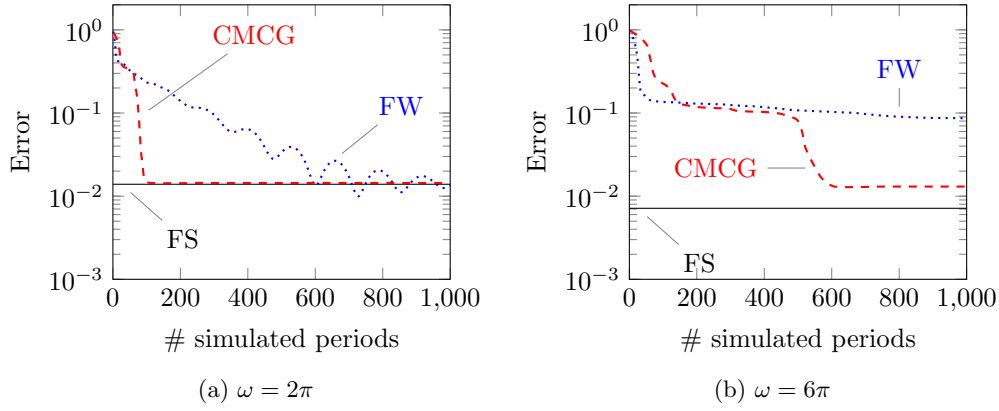 10^0
10^−1
10^−2
10^−3
0
200
400
600
800
1,000
# simulated periods
Error
CMCG
FW
FS
(a) ω = 2π
10^0
10^−1
10^−2
10^−3
0
200
400
600
800
1,000
# simulated periods
Error
FW
CMCG
FS
(b) ω = 6π